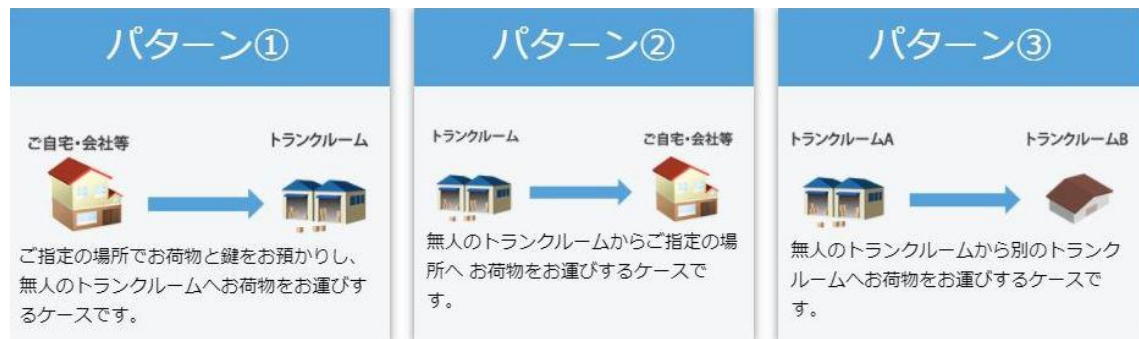 パターン①
ご自宅・会社等
トランクルーム
ご指定の場所でお荷物と鍵をお預かりし、
無人のトランクルームへお荷物をお運びす
るケースです。
パターン②
トランクルーム
ご自宅・会社等
無人のトランクルームからご指定の場
所へ お荷物をお運びするケースで
す。
パターン③
トランクルームA
トランクルームB
無人のトランクルームから別のトランク
ルームへお荷物をお運びするケースで
す。